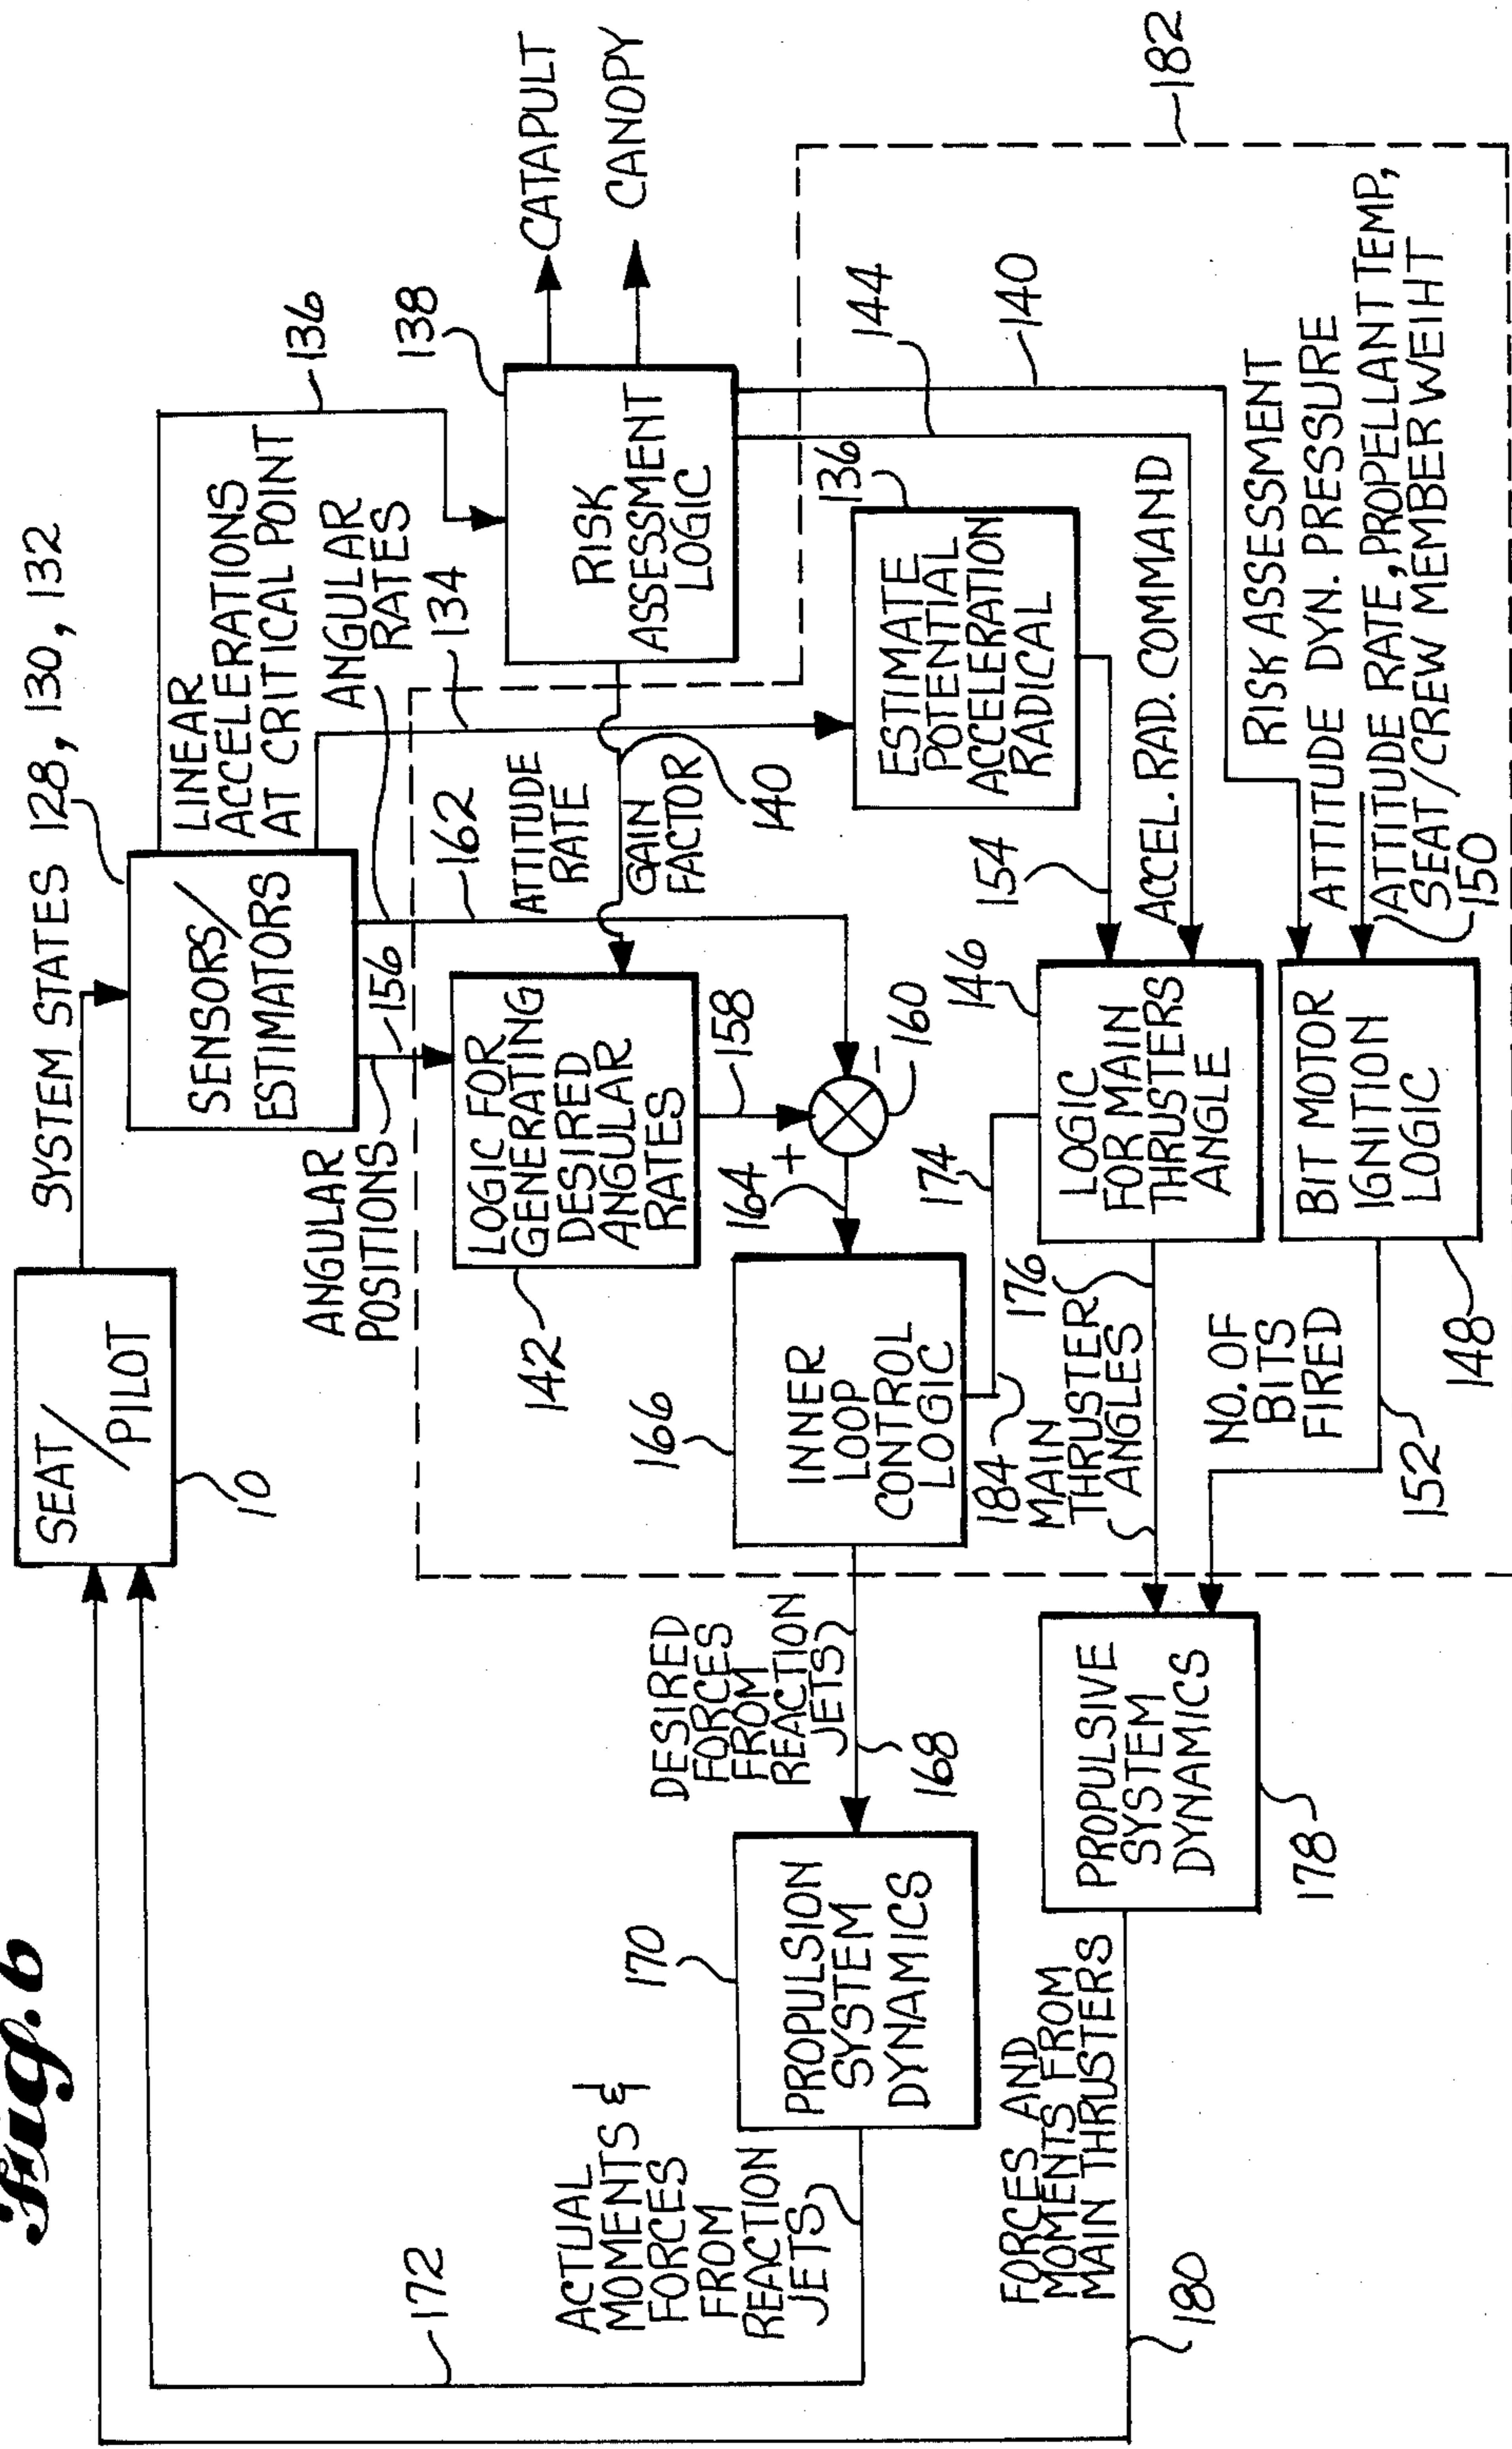 Fig. 6
SEAT/
PILOT
10
SYSTEM STATES 128, 130, 132
SENSORS/
ESTIMATORS
LINEAR
ACCELERATIONS
AT CRITICAL POINT
ANGULAR
RATES
136
134
138
RISK
ASSESSMENT
LOGIC
CATAPULT
CANOPY
182
ANGULAR
POSITIONS
156
162
ATTITUDE
RATE
GAIN
FACTOR
140
142
LOGIC FOR
GENERATING
DESIRED
ANGULAR
RATES
158
160
+
-
164
136
ESTIMATE
POTENTIAL
ACCELERATION
RADICAL
144
140
154
ACCEL. RAD. COMMAND
RISK ASSESSMENT
ATTITUDE DYN. PRESSURE
ATTITUDE RATE, PROPELLANT TEMP,
SEAT/CREW MEMBER WEIHT
150
166
INNER
LOOP
CONTROL
LOGIC
174
146
LOGIC
FOR MAIN
THRUSTERS
ANGLE
BIT MOTOR
IGNITION
LOGIC
148
184
176
MAIN
THRUSTER
ANGLES
NO. OF
BITS
FIRED
152
DESIRED
FORCES
FROM
REACTION
JETS
168
170
PROPULSION
SYSTEM
DYNAMICS
PROPULSIVE
SYSTEM
DYNAMICS
178
ACTUAL
MOMENTS &
FORCES
FROM
REACTION
JETS
172
FORCES AND
MOMENTS FROM
MAIN THRUSTERS
180